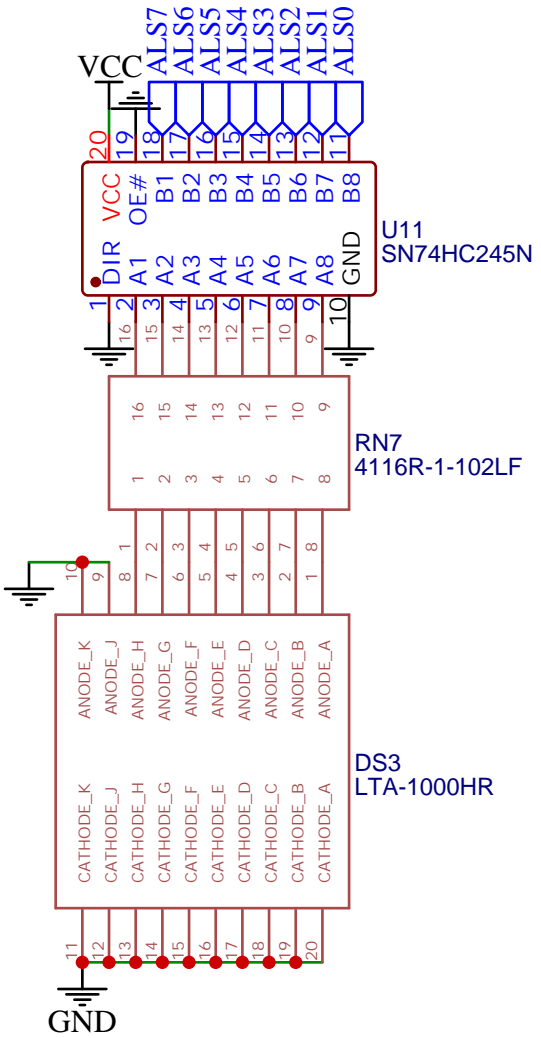 ALS7 ALS6 ALS5 ALS4 ALS3 ALS2 ALS1 ALS0
VCC
20 19 18 17 16 15 14 13 12 11
VCC OE# B1 B2 B3 B4 B5 B6 B7 B8
U11
SN74HC245N
DIR A1 A2 A3 A4 A5 A6 A7 A8 GND
1 2 3 4 5 6 7 8 9 10
16 15 14 13 12 11 10 9
16 15 14 13 12 11 10 9
RN7
4116R-1-102LF
1 2 3 4 5 6 7 8
1 2 3 4 5 6 7 8
10 9 8 7 6 5 4 3 2 1
ANODE_K ANODE_J ANODE_H ANODE_G ANODE_F ANODE_E ANODE_D ANODE_C ANODE_B ANODE_A
DS3
LTA-1000HR
CATHODE_K CATHODE_J CATHODE_H CATHODE_G CATHODE_F CATHODE_E CATHODE_D CATHODE_C CATHODE_B CATHODE_A
11 12 13 14 15 16 17 18 19 20
GND